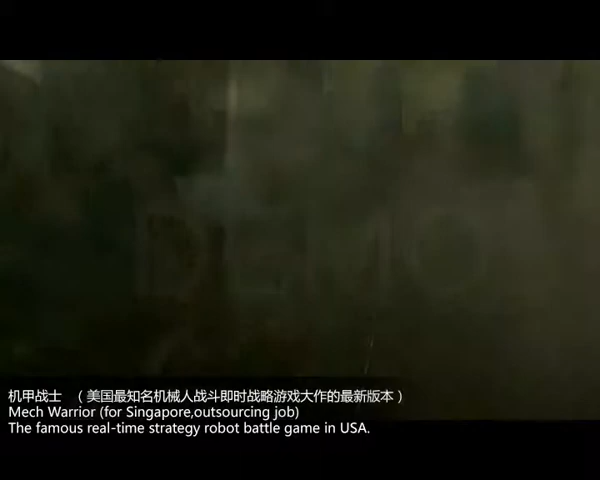 机甲战士 （美国最知名机械人战斗即时战略游戏大作的最新版本）
Mech Warrior (for Singapore,outsourcing job)
The famous real-time strategy robot battle game in USA.
DEMO